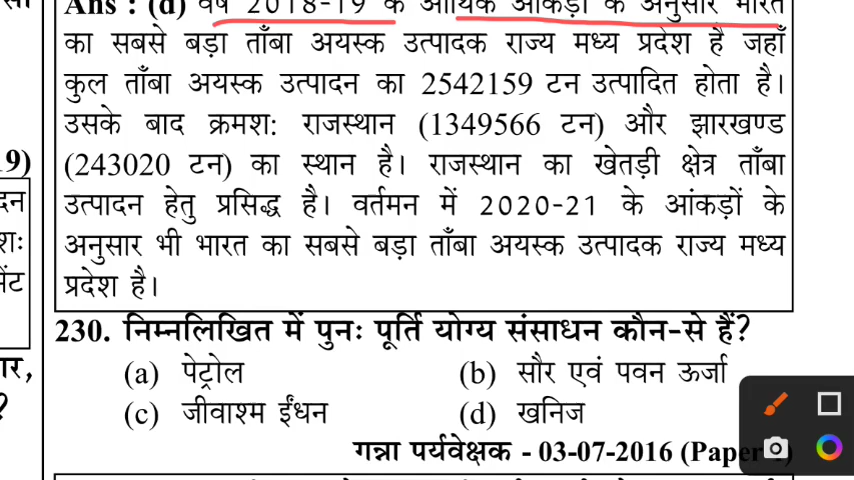 Ans : (d) वर्ष 2018-19 के आर्थिक आंकड़ों के अनुसार भारत
का सबसे बड़ा ताँबा अयस्क उत्पादक राज्य मध्य प्रदेश है जहाँ
कुल ताँबा अयस्क उत्पादन का 2542159 टन उत्पादित होता है।
उसके बाद क्रमश: राजस्थान (1349566 टन) और झारखण्ड
(243020 टन) का स्थान है। राजस्थान का खेतड़ी क्षेत्र ताँबा
उत्पादन हेतु प्रसिद्ध है। वर्तमन में 2020-21 के आंकड़ों के
अनुसार भी भारत का सबसे बड़ा ताँबा अयस्क उत्पादक राज्य मध्य
प्रदेश है।
230. निम्नलिखित में पुनः पूर्ति योग्य संसाधन कौन-से हैं?
(a) पेट्रोल (b) सौर एवं पवन ऊर्जा
(c) जीवाश्म ईंधन (d) खनिज
गन्ना पर्यवेक्षक - 03-07-2016 (Paper